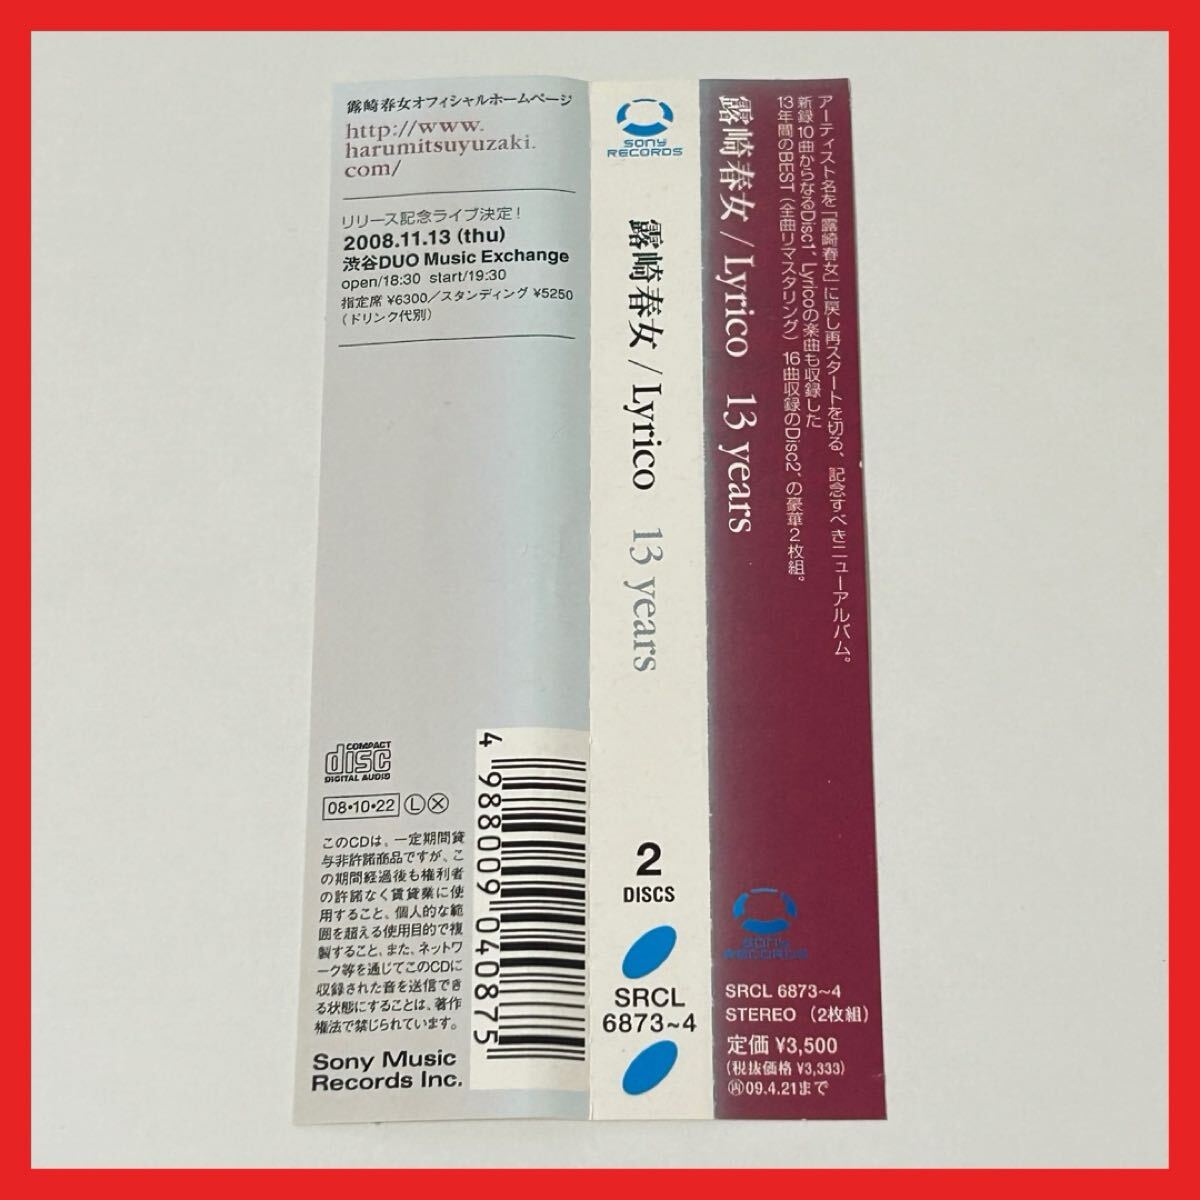 露崎春女オフィシャルホームページ
http://www.
harumitsuyuzaki.
com/
リリース記念ライブ決定!
2008.11.13 (thu)
渋谷DUO Music Exchange
open/18:30 start/19:30
指定席 ¥6300/スタンディング ¥5250
(ドリンク代別)
COMPACT
disc
DIGITAL AUDIO
08・10・22 Ⓛ Ⓧ
このCDは、一定期間貸
与非許諾商品ですが、こ
の期間経過後も権利者
の許諾なく賃貸業に使
用すること、個人的な範
囲を超える使用目的で複
製すること、また、ネットワ
ーク等を通じてこのCDに
収録された音を送信でき
る状態にすることは、著作
権法で禁じられています。
Sony Music
Records Inc.
4 988009 040875
SONY
RECORDS
露崎春女/Lyrico 13 years
2
DISCS
SRCL
6873~4
アーティスト名を「露崎春女」に戻し再スタートを切る、記念すべきニューアルバム。
新録10曲からなるDisc1、Lyricoの楽曲も収録した
13年間のBEST(全曲リマスタリング)16曲収録のDisc2、の豪華2枚組。
露崎春女/Lyrico 13 years
SONY
RECORDS
SRCL 6873~4
STEREO (2枚組)
定価 ¥3,500
(税抜価格 ¥3,333)
㋱09.4.21まで